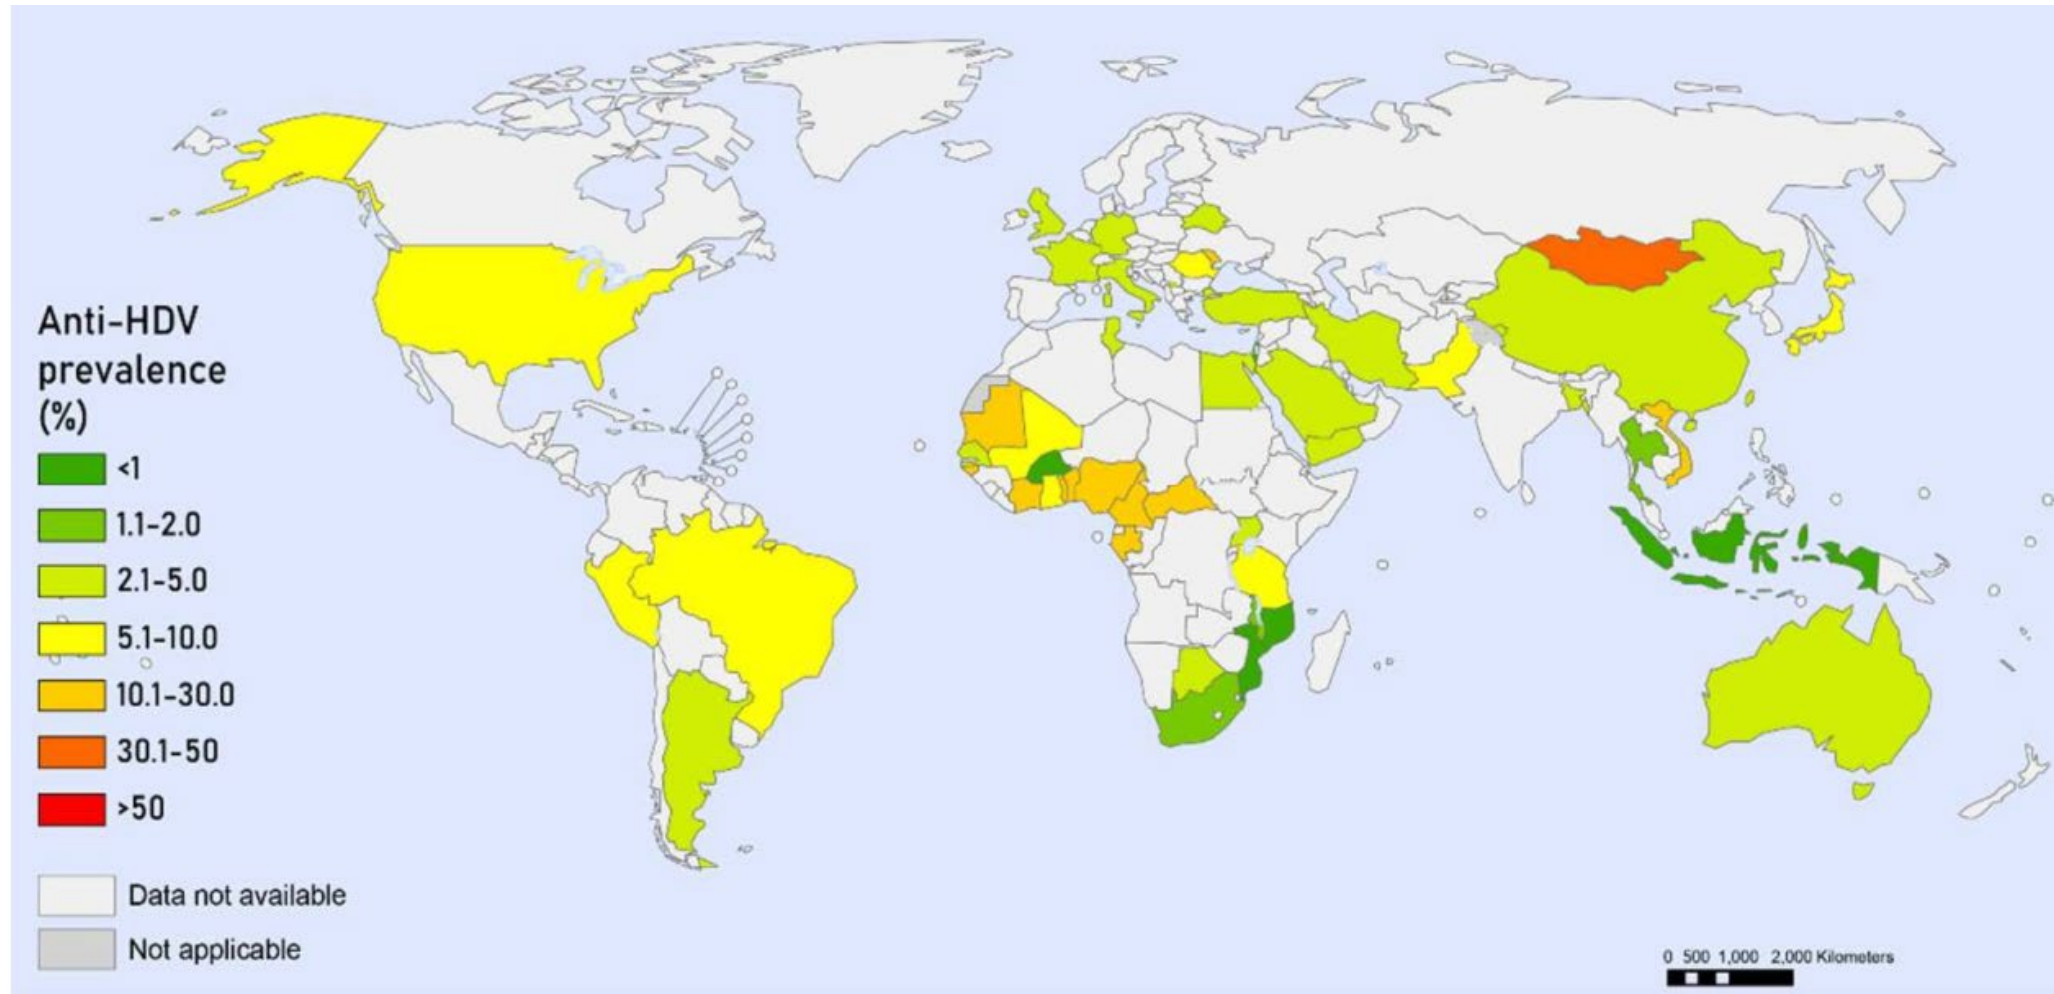 Anti-HDV
prevalence
(%)
<1
1.1-2.0
2.1-5.0
5.1-10.0
10.1-30.0
30.1-50
>50
Data not available
Not applicable
0 500 1,000 2,000 Kilometers